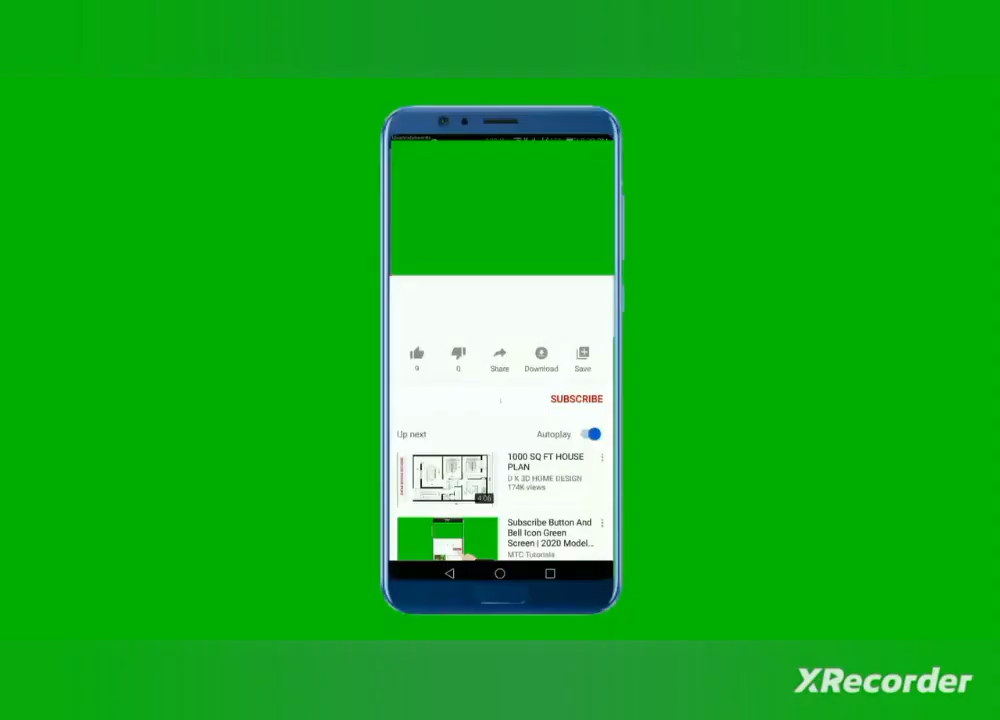 9
0
Share
Download
Save
SUBSCRIBE
Up next
Autoplay
1000 SQ FT HOUSE
PLAN
D K 3D HOME DESIGN
174K views
4:06
Subscribe Button And
Bell Icon Green
Screen | 2020 Model...
MTC Tutorials
XRecorder